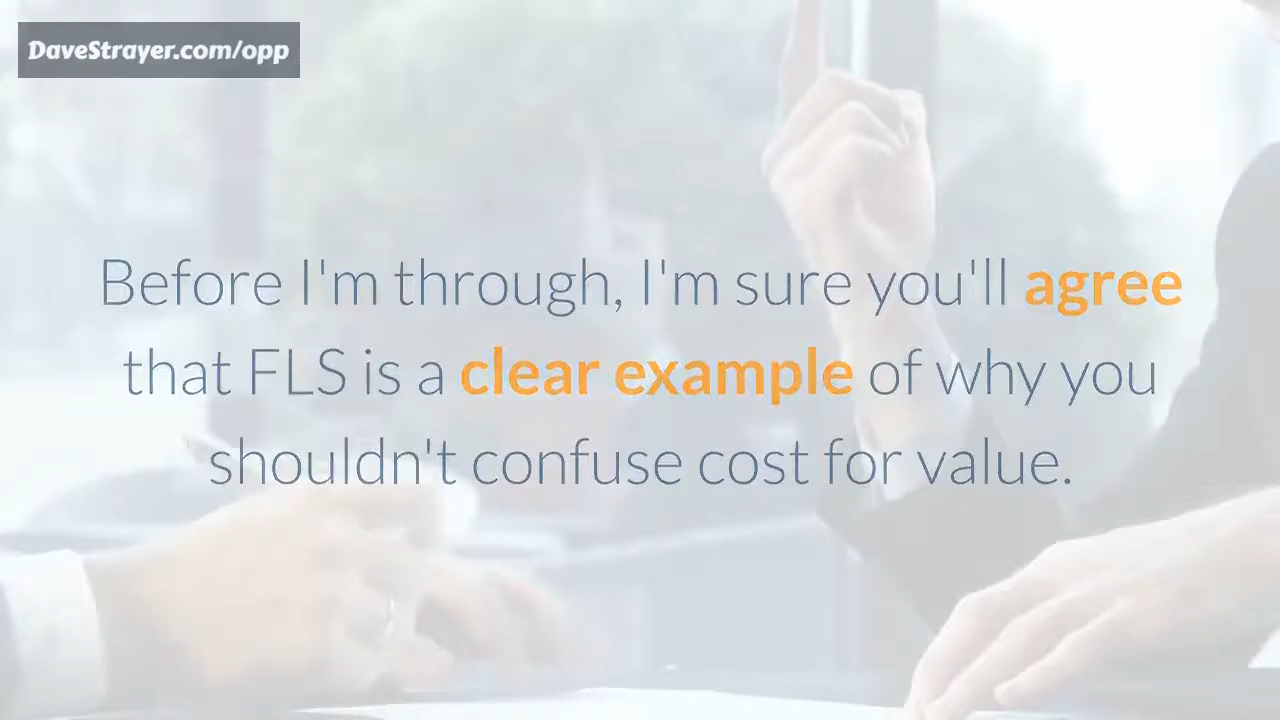 DaveStrayer.com/opp
Before I'm through, I'm sure you'll agree
that FLS is a clear example of why you
shouldn't confuse cost for value.